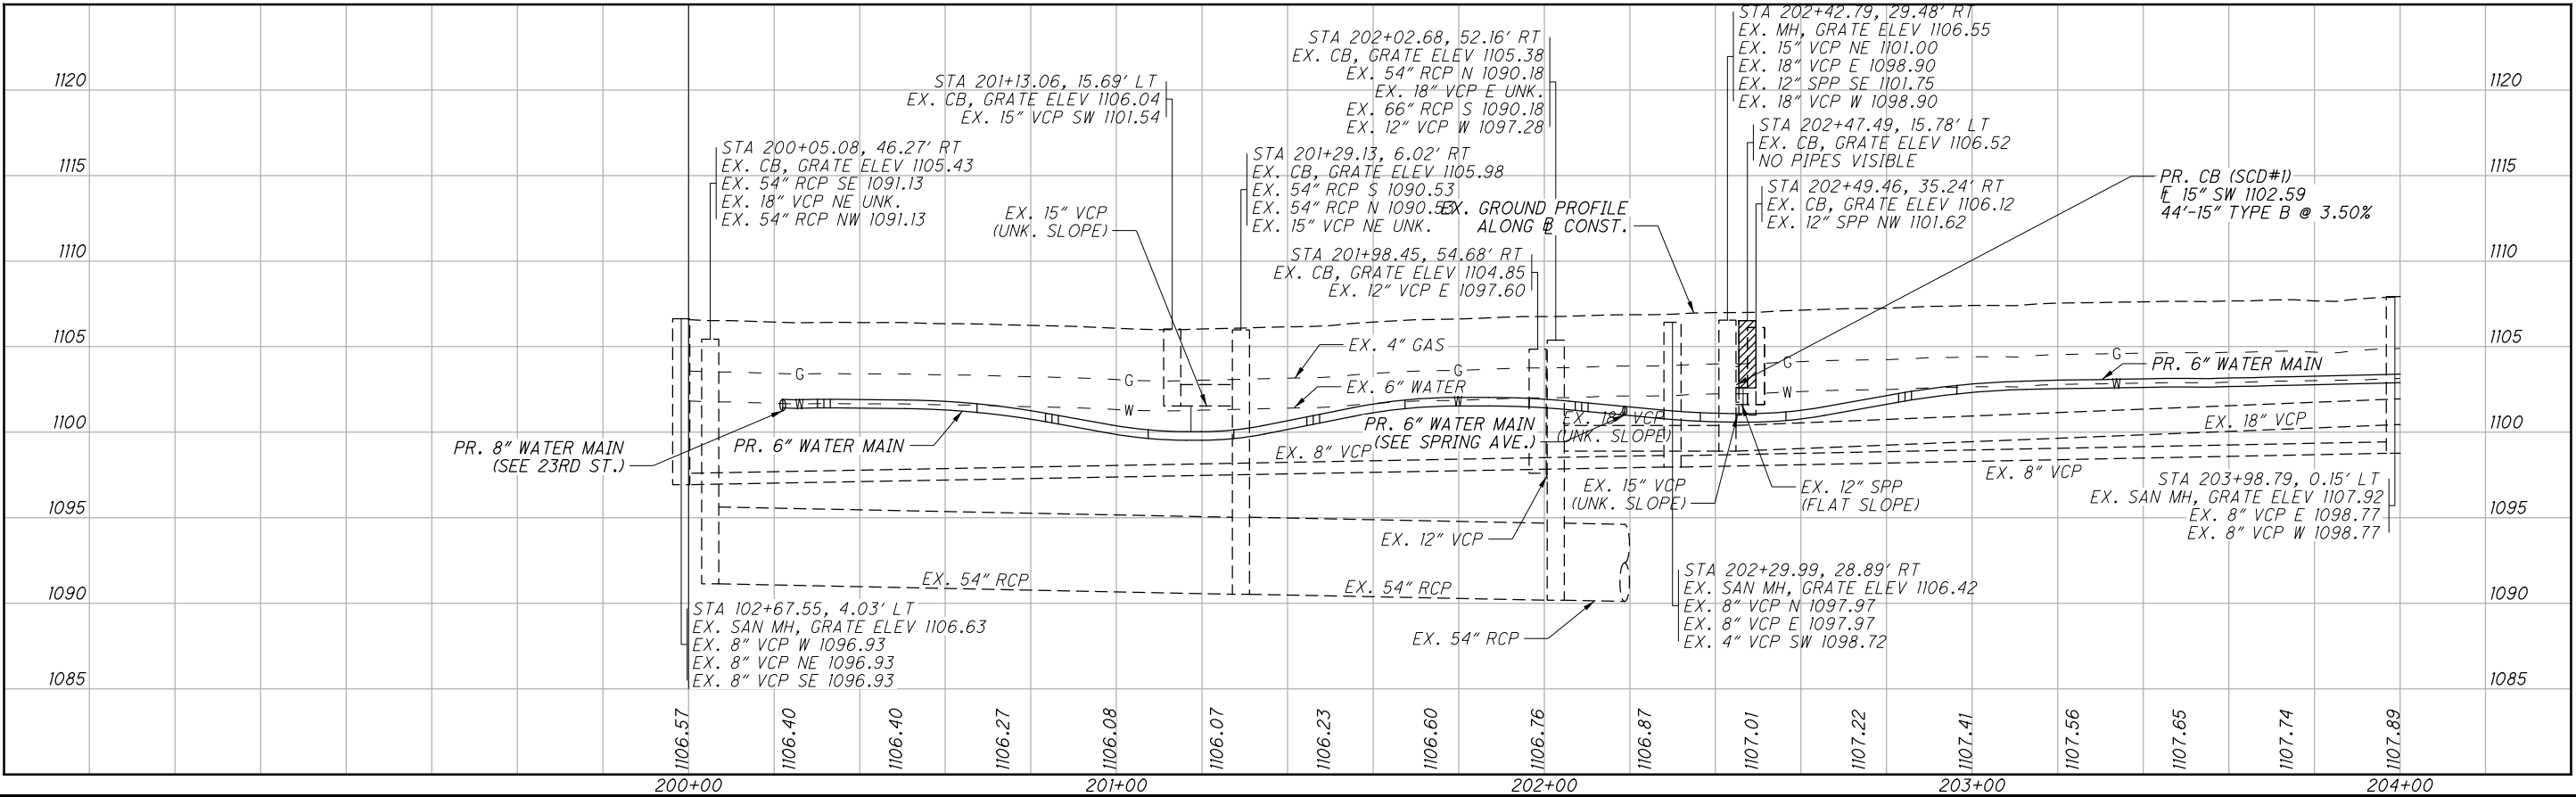 STA 202+42.79, 29.48' RT
EX. MH, GRATE ELEV 1106.55
EX. 15" VCP NE 1101.00
EX. 18" VCP E 1098.90
EX. 12" SPP SE 1101.75
EX. 18" VCP W 1098.90
STA 202+02.68, 52.16' RT
EX. CB, GRATE ELEV 1105.38
EX. 54" RCP N 1090.18
EX. 18" VCP E UNK.
EX. 66" RCP S 1090.18
EX. 12" VCP W 1097.28
STA 201+13.06, 15.69' LT
EX. CB, GRATE ELEV 1106.04
EX. 15" VCP SW 1101.54
STA 202+47.49, 15.78' LT
EX. CB, GRATE ELEV 1106.52
NO PIPES VISIBLE
STA 200+05.08, 46.27' RT
EX. CB, GRATE ELEV 1105.43
EX. 54" RCP SE 1091.13
EX. 18" VCP NE UNK.
EX. 54" RCP NW 1091.13
STA 201+29.13, 6.02' RT
EX. CB, GRATE ELEV 1105.98
EX. 54" RCP S 1090.53
EX. 54" RCP N 1090.53
EX. 15" VCP NE UNK.
EX. GROUND PROFILE
ALONG ⅊ CONST.
STA 202+49.46, 35.24' RT
EX. CB, GRATE ELEV 1106.12
EX. 12" SPP NW 1101.62
PR. CB (SCD#1)
15" SW 1102.59
44'-15" TYPE B @ 3.50%
EX. 15" VCP
(UNK. SLOPE)
STA 201+98.45, 54.68' RT
EX. CB, GRATE ELEV 1104.85
EX. 12" VCP E 1097.60
1120
1120
1115
1115
1110
1110
1105
1105
1100
1100
1095
1095
1090
1090
1085
1085
EX. 4" GAS
EX. 6" WATER
G
G
G
G
G
W
W
W
W
W
PR. 6" WATER MAIN
PR. 8" WATER MAIN
(SEE 23RD ST.)
PR. 6" WATER MAIN
PR. 6" WATER MAIN
(SEE SPRING AVE.)
EX. 18" VCP
(UNK. SLOPE)
EX. 18" VCP
EX. 8" VCP
EX. 8" VCP
EX. 15" VCP
(UNK. SLOPE)
EX. 12" SPP
(FLAT SLOPE)
STA 203+98.79, 0.15' LT
EX. SAN MH, GRATE ELEV 1107.92
EX. 8" VCP E 1098.77
EX. 8" VCP W 1098.77
EX. 12" VCP
EX. 54" RCP
EX. 54" RCP
EX. 54" RCP
STA 202+29.99, 28.89' RT
EX. SAN MH, GRATE ELEV 1106.42
EX. 8" VCP N 1097.97
EX. 8" VCP E 1097.97
EX. 4" VCP SW 1098.72
STA 102+67.55, 4.03' LT
EX. SAN MH, GRATE ELEV 1106.63
EX. 8" VCP W 1096.93
EX. 8" VCP NE 1096.93
EX. 8" VCP SE 1096.93
1106.57
1106.40
1106.40
1106.27
1106.08
1106.07
1106.23
1106.60
1106.76
1106.87
1107.01
1107.22
1107.41
1107.56
1107.65
1107.74
1107.89
200+00
201+00
202+00
203+00
204+00